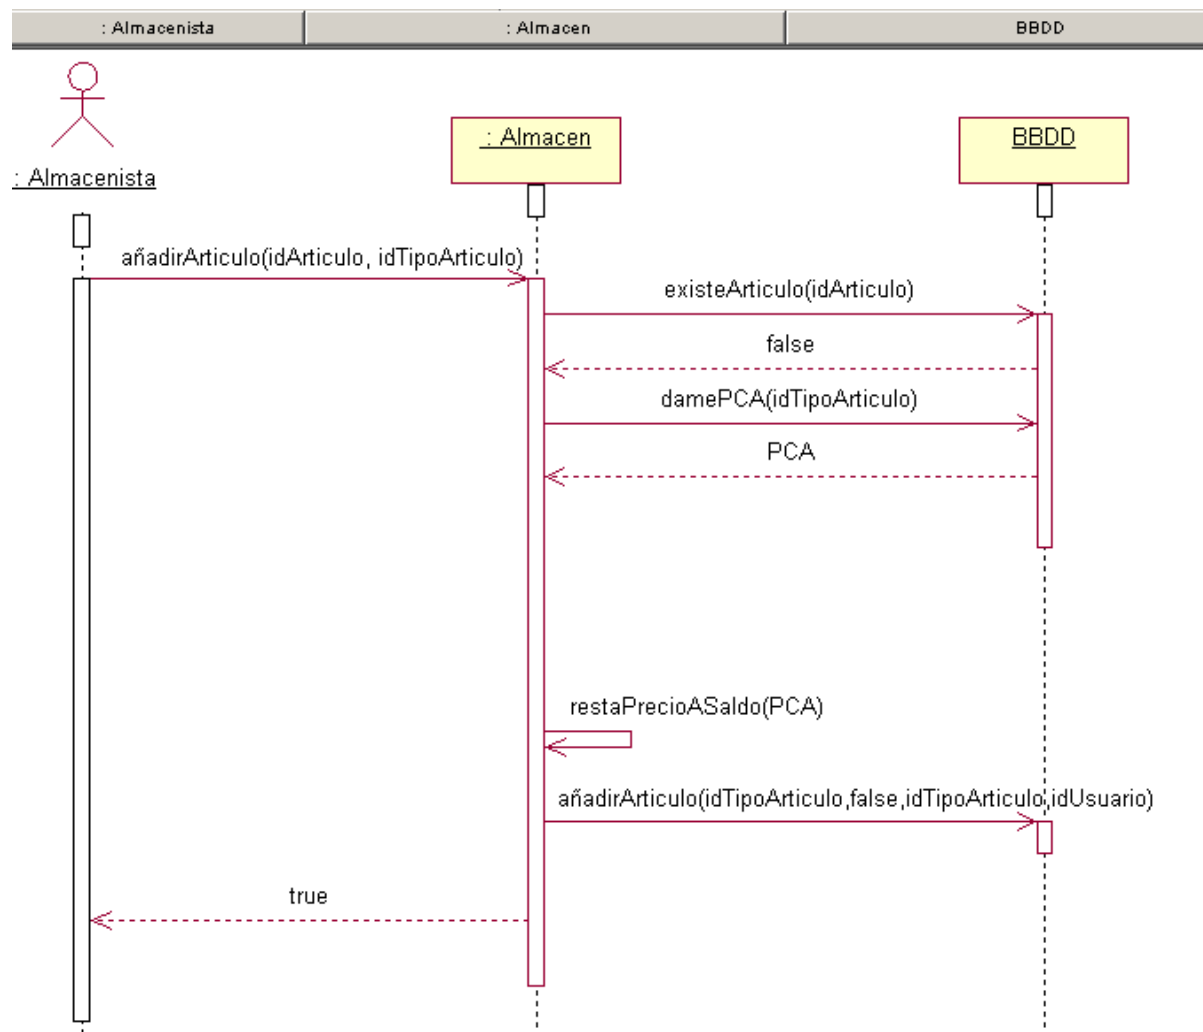 : Almacenista
: Almacen
BBDD
: Almacen
BBDD
: Almacenista
añadirArticulo(idArticulo, idTipoArticulo)
existeArticulo(idArticulo)
false
damePCA(idTipoArticulo)
PCA
restaPrecioASaldo(PCA)
añadirArticulo(idTipoArticulo,false,idTipoArticulo,idUsuario)
true